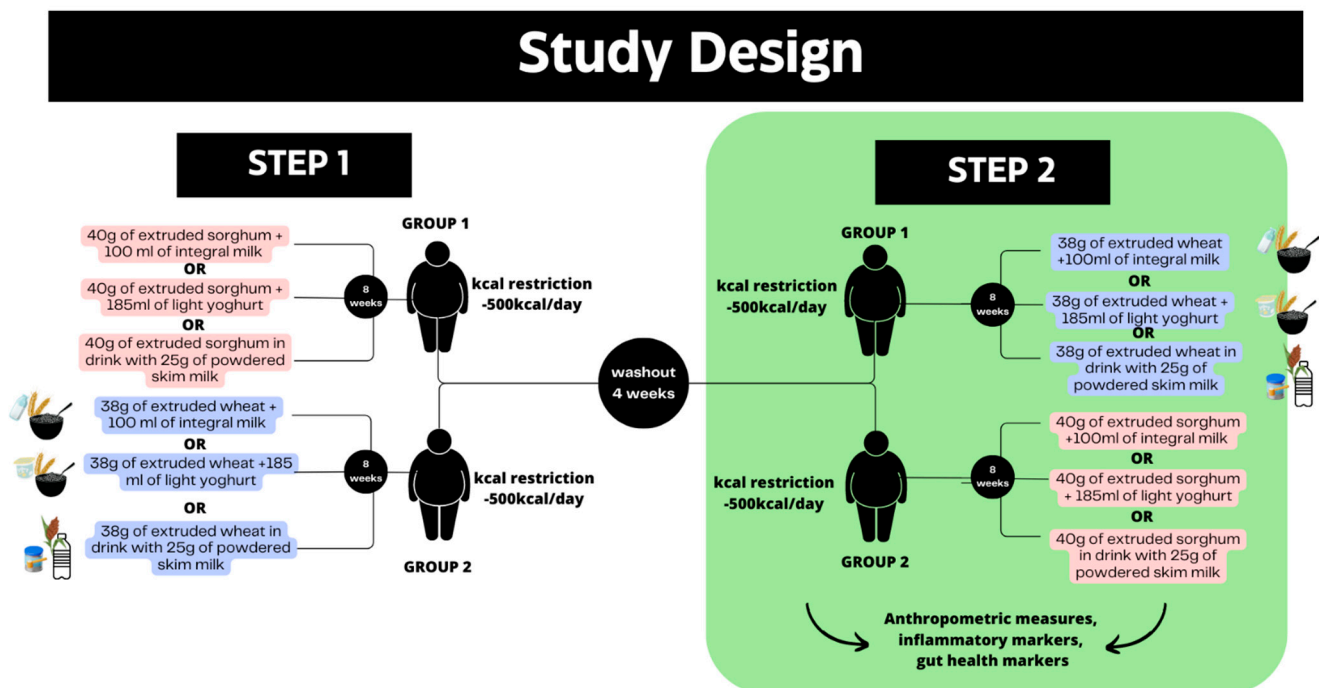 Study Design
STEP 1
GROUP 1
40g of extruded sorghum +
100 ml of integral milk
OR
40g of extruded sorghum +
185ml of light yoghurt
OR
40g of extruded sorghum in
drink with 25g of powdered
skim milk
8
weeks
kcal restriction
-500kcal/day
38g of extruded wheat +
100 ml of integral milk
OR
38g of extruded wheat +185
ml of light yoghurt
OR
38g of extruded wheat in
drink with 25g of powdered
skim milk
8
weeks
kcal restriction
-500kcal/day
GROUP 2
washout
4 weeks
STEP 2
GROUP 1
kcal restriction
-500kcal/day
8
weeks
38g of extruded wheat
+100ml of integral milk
OR
38g of extruded wheat +
185ml of light yoghurt
OR
38g of extruded wheat in
drink with 25g of
powdered skim milk
kcal restriction
-500kcal/day
GROUP 2
8
weeks
40g of extruded sorghum
+100ml of integral milk
OR
40g of extruded sorghum
+ 185ml of light yoghurt
OR
40g of extruded sorghum
in drink with 25g of
powdered skim milk
Anthropometric measures,
inflammatory markers,
gut health markers